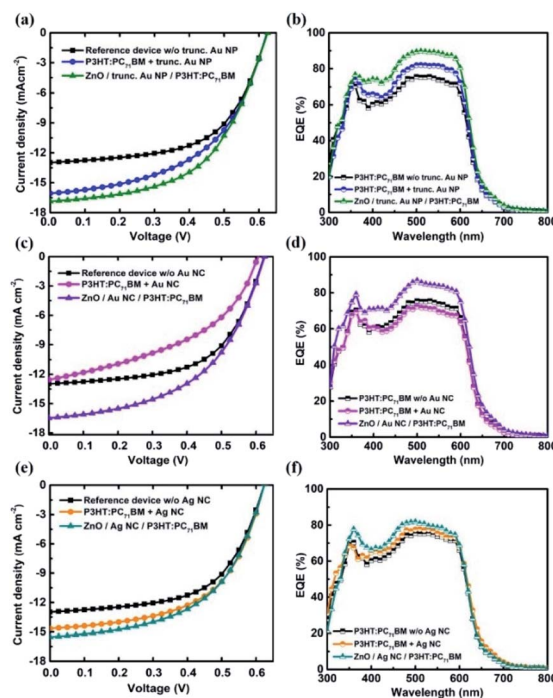 (a)
Current density (mAcm⁻²)
0
-3
-6
-9
-12
-15
-18
Reference device w/o trunc. Au NP
P3HT:PC₇₁BM + trunc. Au NP
ZnO / trunc. Au NP / P3HT:PC₇₁BM
0.0 0.1 0.2 0.3 0.4 0.5 0.6
Voltage (V)
(b)
EQE (%)
100
80
60
40
20
0
P3HT:PC₇₁BM w/o trunc. Au NP
P3HT:PC₇₁BM + trunc. Au NP
ZnO / trunc. Au NP / P3HT:PC₇₁BM
300 400 500 600 700 800
Wavelength (nm)
(c)
Current density (mA cm⁻²)
0
-3
-6
-9
-12
-15
-18
Reference device w/o Au NC
P3HT:PC₇₁BM + Au NC
ZnO / Au NC / P3HT:PC₇₁BM
0.0 0.1 0.2 0.3 0.4 0.5 0.6
Voltage (V)
(d)
EQE (%)
100
80
60
40
20
0
P3HT:PC₇₁BM w/o Au NC
P3HT:PC₇₁BM + Au NC
ZnO / Au NC / P3HT:PC₇₁BM
300 400 500 600 700 800
Wavelength (nm)
(e)
Current density (mA cm⁻²)
0
-3
-6
-9
-12
-15
-18
Reference device w/o Ag NC
P3HT:PC₇₁BM + Ag NC
ZnO / Ag NC / P3HT:PC₇₁BM
0.0 0.1 0.2 0.3 0.4 0.5 0.6
Voltage (V)
(f)
EQE (%)
100
80
60
40
20
0
P3HT:PC₇₁BM w/o Ag NC
P3HT:PC₇₁BM + Ag NC
ZnO / Ag NC / P3HT:PC₇₁BM
300 400 500 600 700 800
Wavelength (nm)